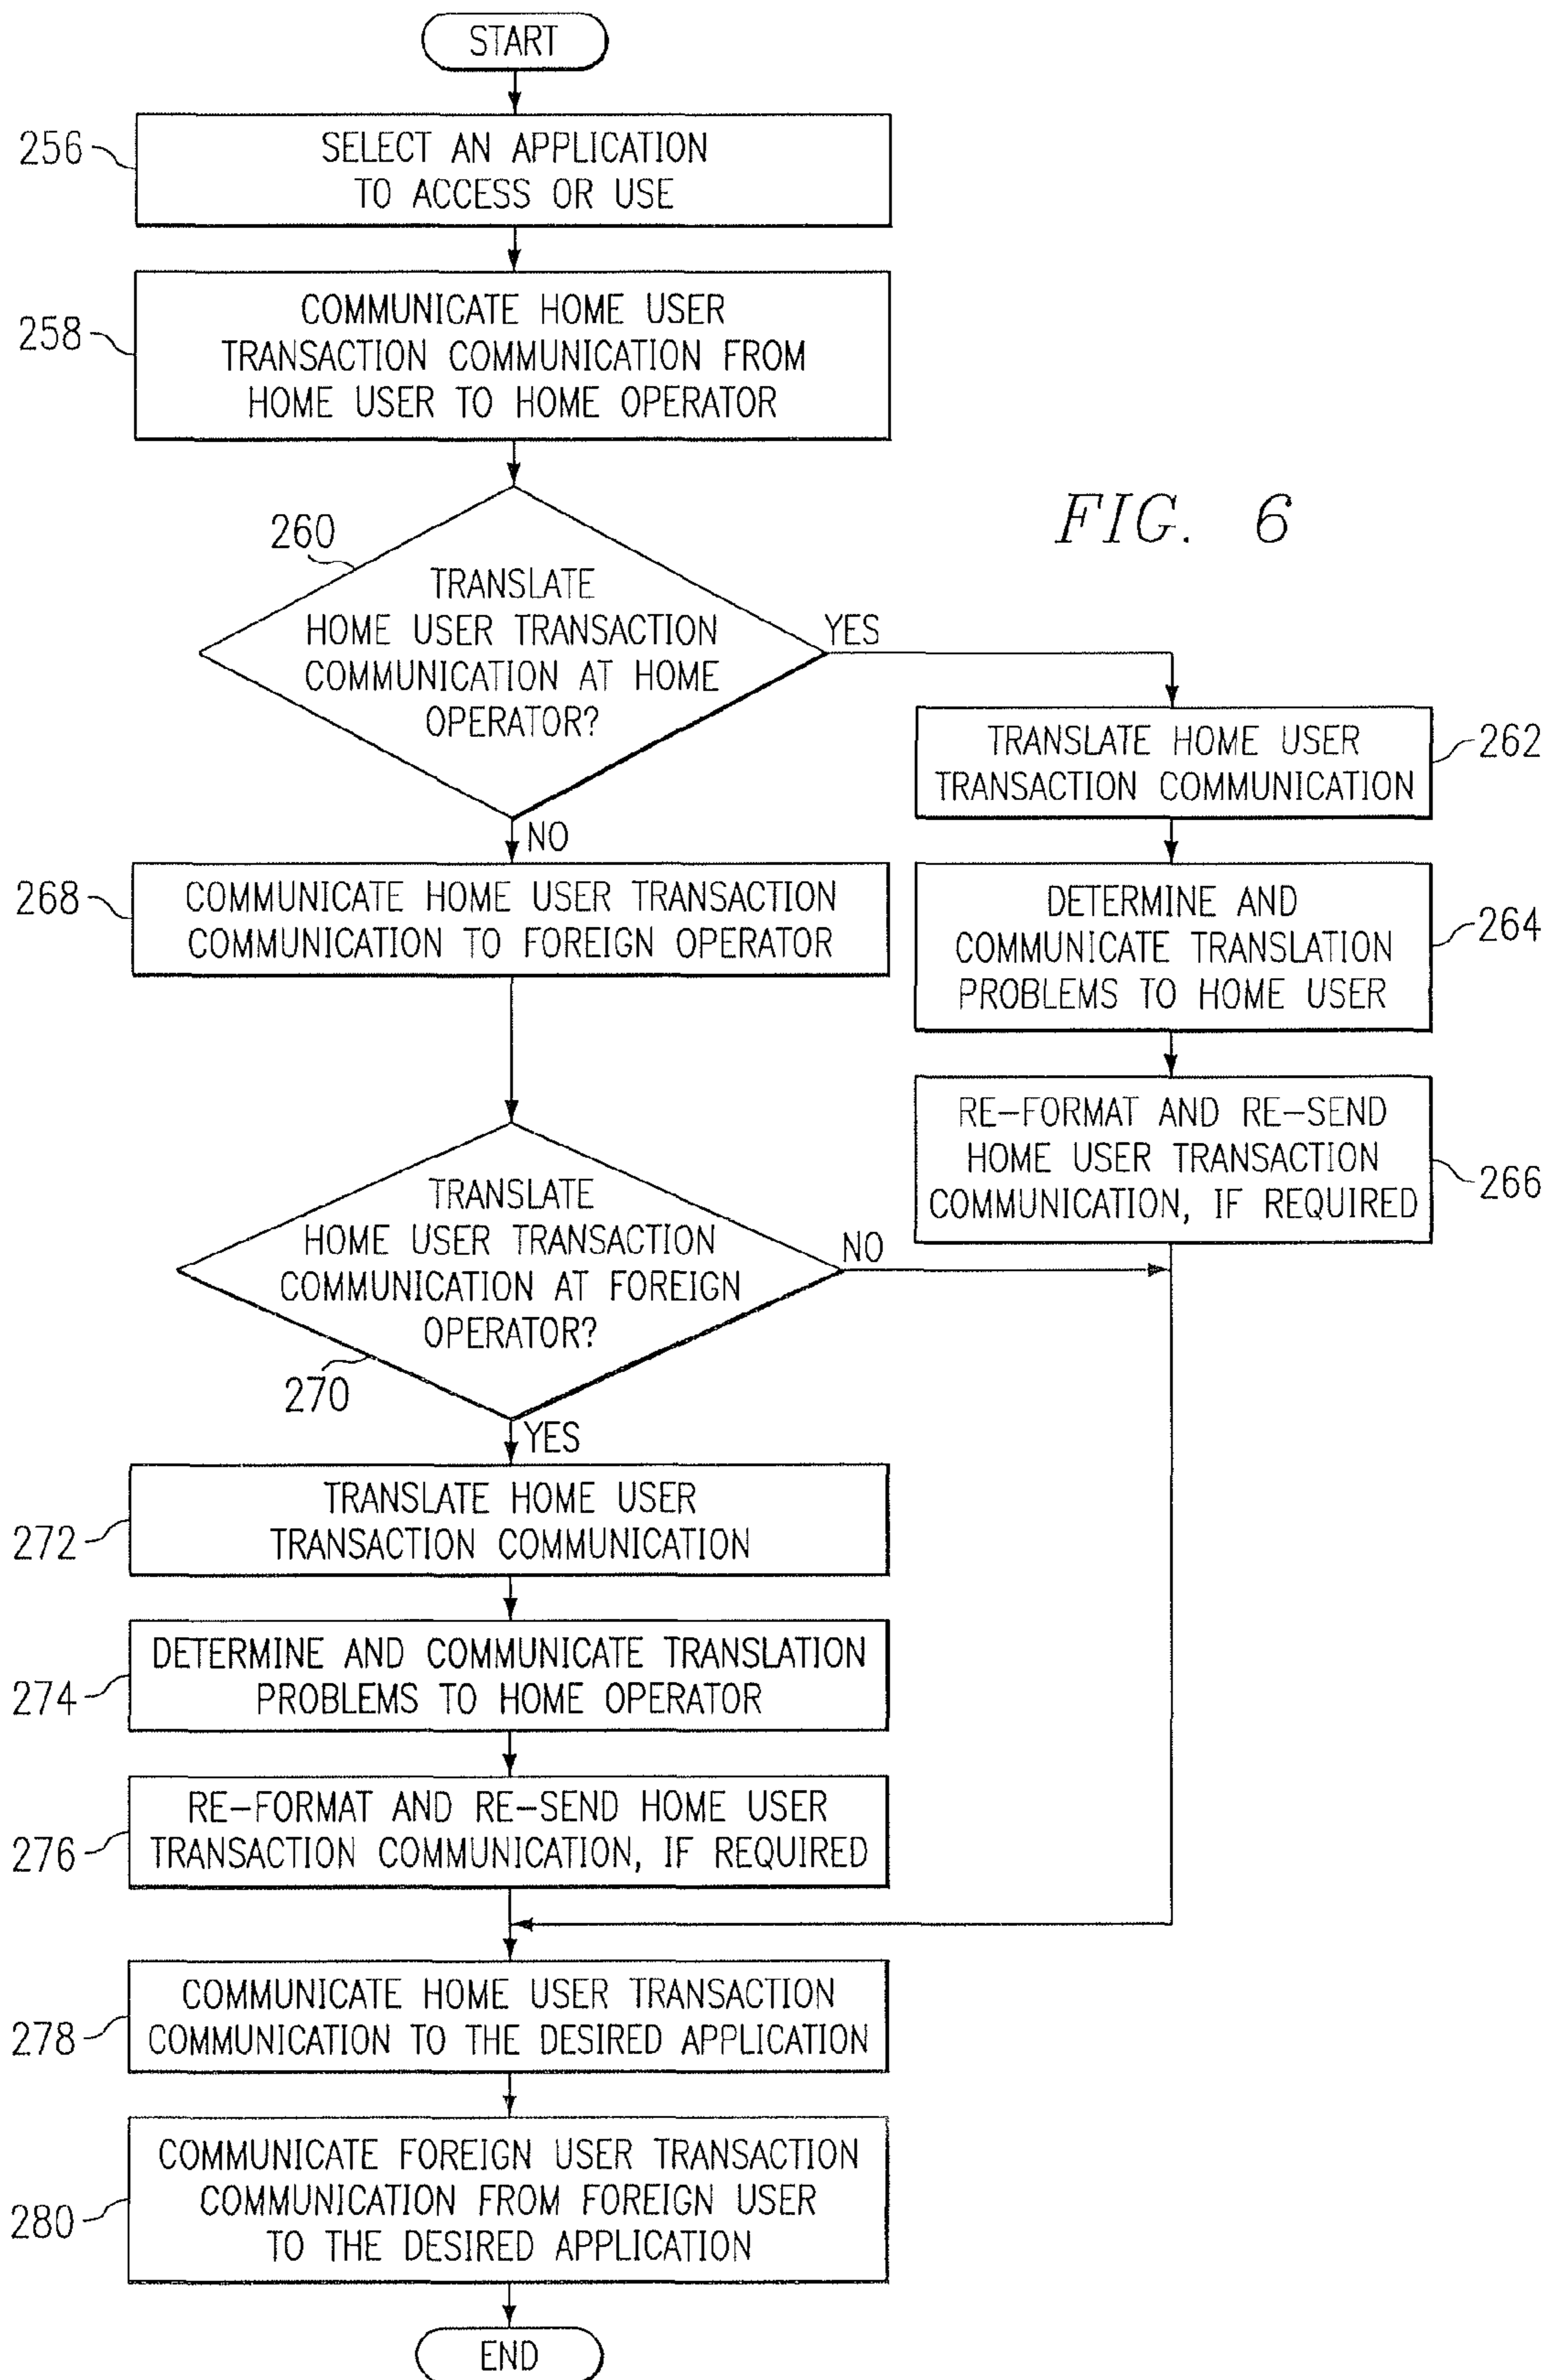 START
256
SELECT AN APPLICATION
TO ACCESS OR USE
258
COMMUNICATE HOME USER
TRANSACTION COMMUNICATION FROM
HOME USER TO HOME OPERATOR
FIG. 6
260
TRANSLATE
HOME USER TRANSACTION
COMMUNICATION AT HOME
OPERATOR?
YES
NO
TRANSLATE HOME USER
TRANSACTION COMMUNICATION
262
DETERMINE AND
COMMUNICATE TRANSLATION
PROBLEMS TO HOME USER
264
RE-FORMAT AND RE-SEND
HOME USER TRANSACTION
COMMUNICATION, IF REQUIRED
266
268
COMMUNICATE HOME USER TRANSACTION
COMMUNICATION TO FOREIGN OPERATOR
TRANSLATE
HOME USER TRANSACTION
COMMUNICATION AT FOREIGN
OPERATOR?
NO
270
YES
272
TRANSLATE HOME USER
TRANSACTION COMMUNICATION
274
DETERMINE AND COMMUNICATE TRANSLATION
PROBLEMS TO HOME OPERATOR
276
RE-FORMAT AND RE-SEND HOME USER
TRANSACTION COMMUNICATION, IF REQUIRED
278
COMMUNICATE HOME USER TRANSACTION
COMMUNICATION TO THE DESIRED APPLICATION
280
COMMUNICATE FOREIGN USER TRANSACTION
COMMUNICATION FROM FOREIGN USER
TO THE DESIRED APPLICATION
END